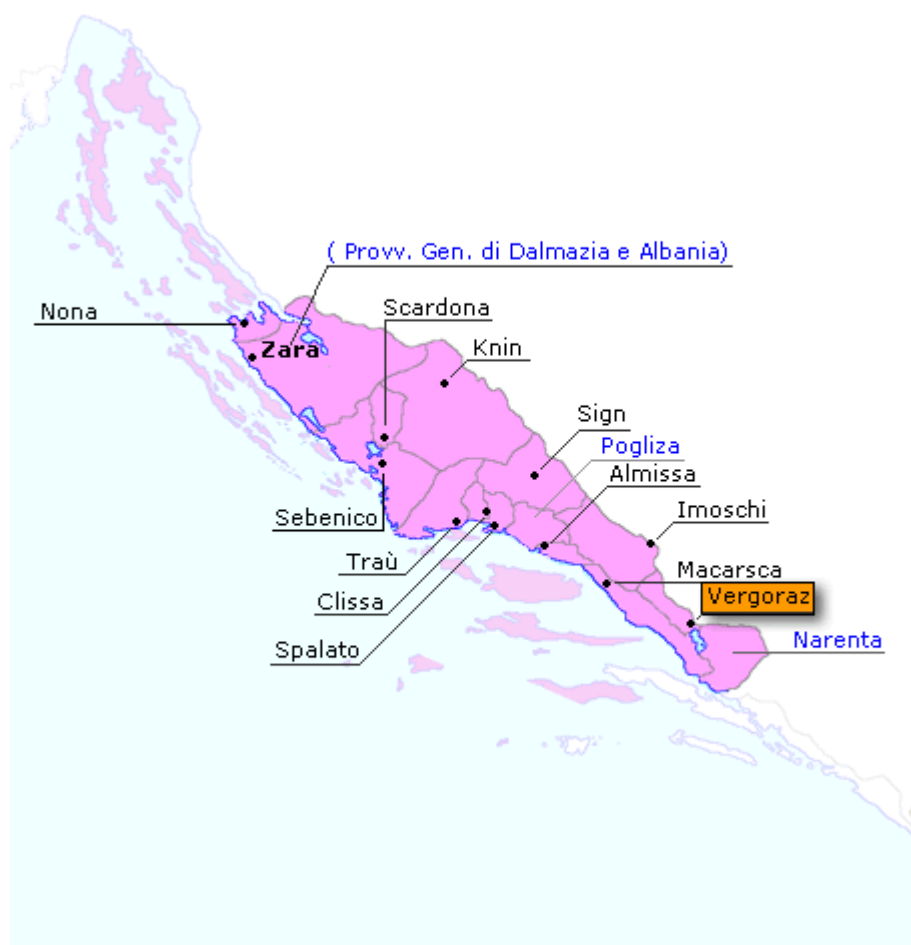 ( Provv. Gen. di Dalmazia e Albania)
Nona
Scardona
Zara
Knin
Sign
Pogliza
Almissa
Sebenico
Imoschi
Traù
Macarsca
Clissa
Vergoraz
Spalato
Narenta